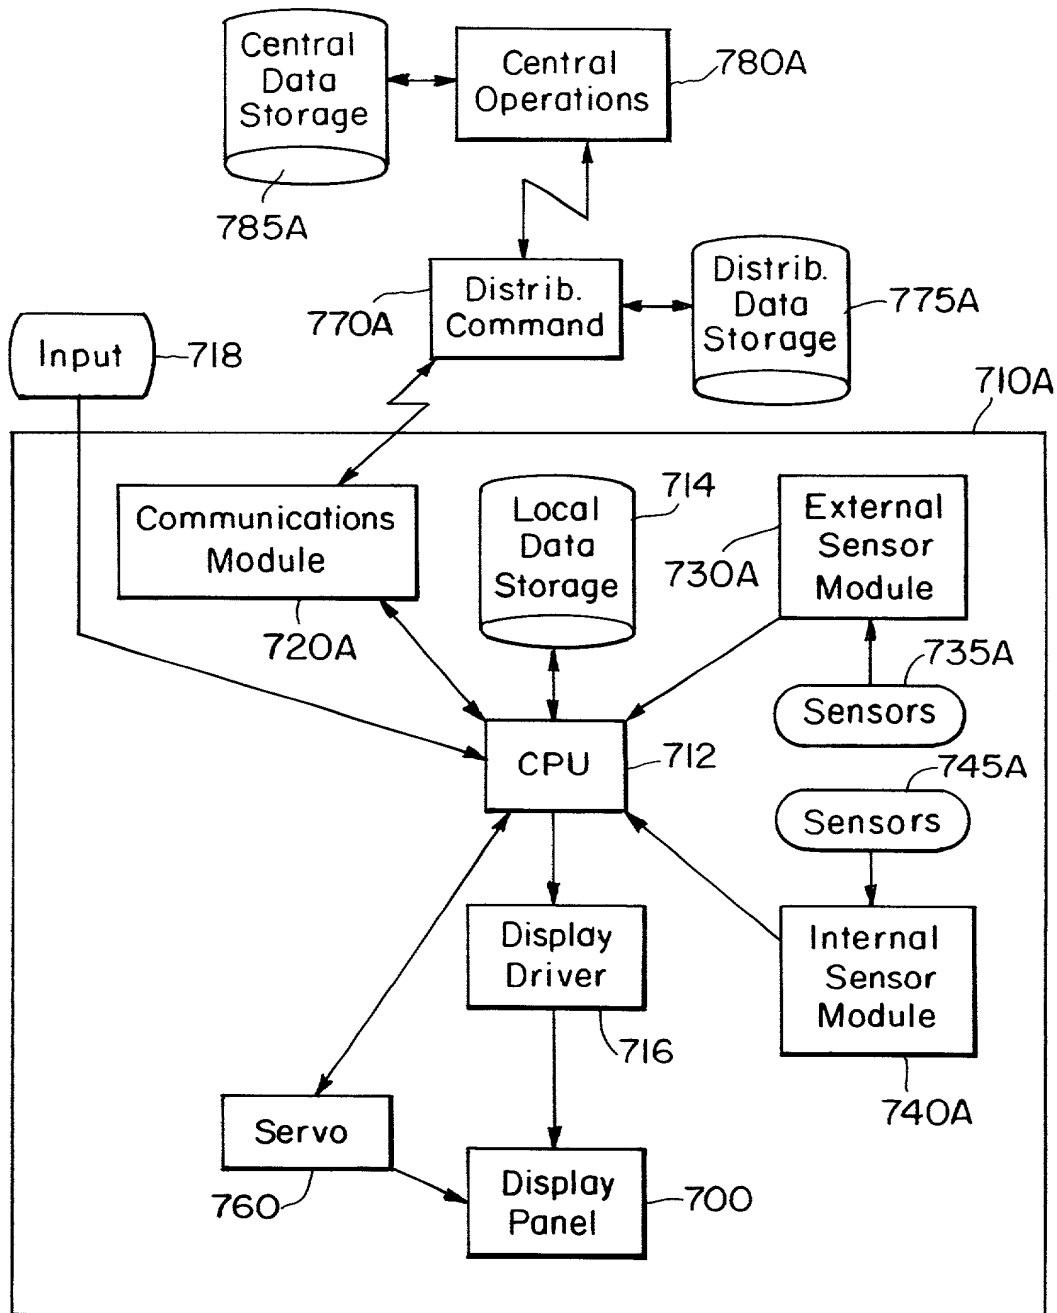 Central
Data
Storage
785A
Central
Operations
780A
Distrib.
Command
770A
Distrib.
Data
Storage
775A
Input
718
710A
Communications
Module
720A
Local
Data
Storage
714
External
Sensor
Module
730A
735A
Sensors
CPU
712
745A
Sensors
Display
Driver
716
Internal
Sensor
Module
740A
Servo
760
Display
Panel
700